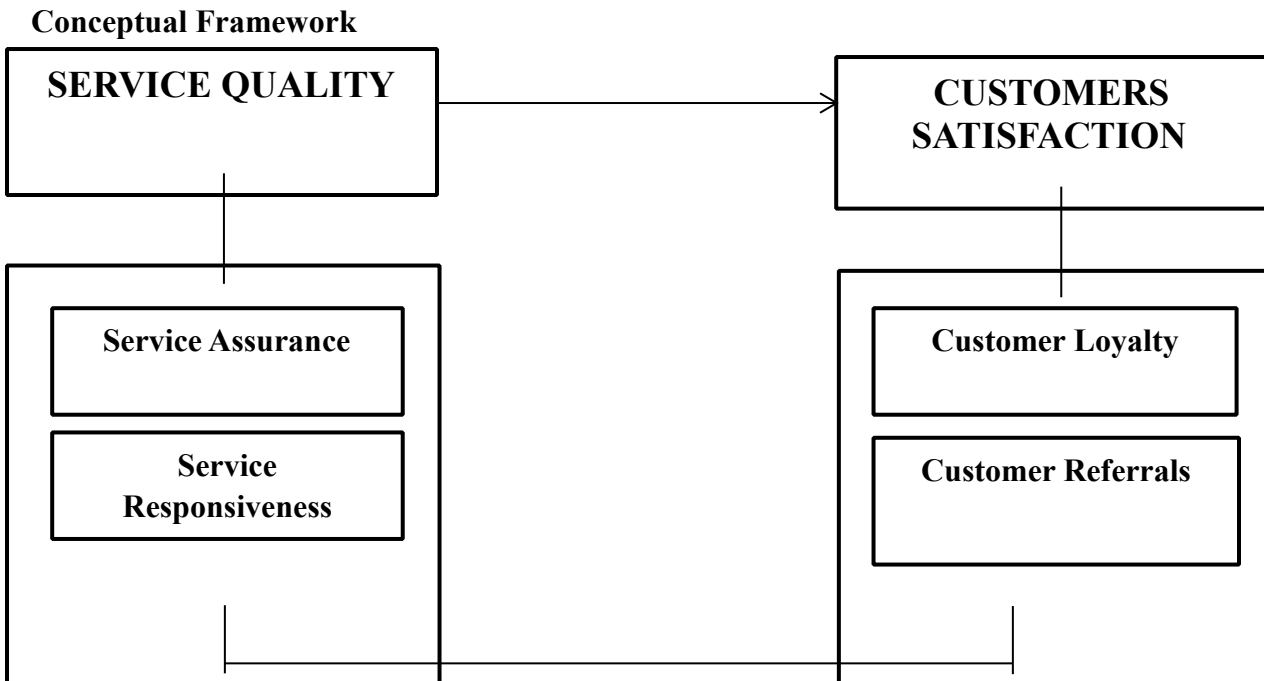 Conceptual Framework
SERVICE QUALITY
CUSTOMERS
SATISFACTION
Service Assurance
Service
Responsiveness
Customer Loyalty
Customer Referrals